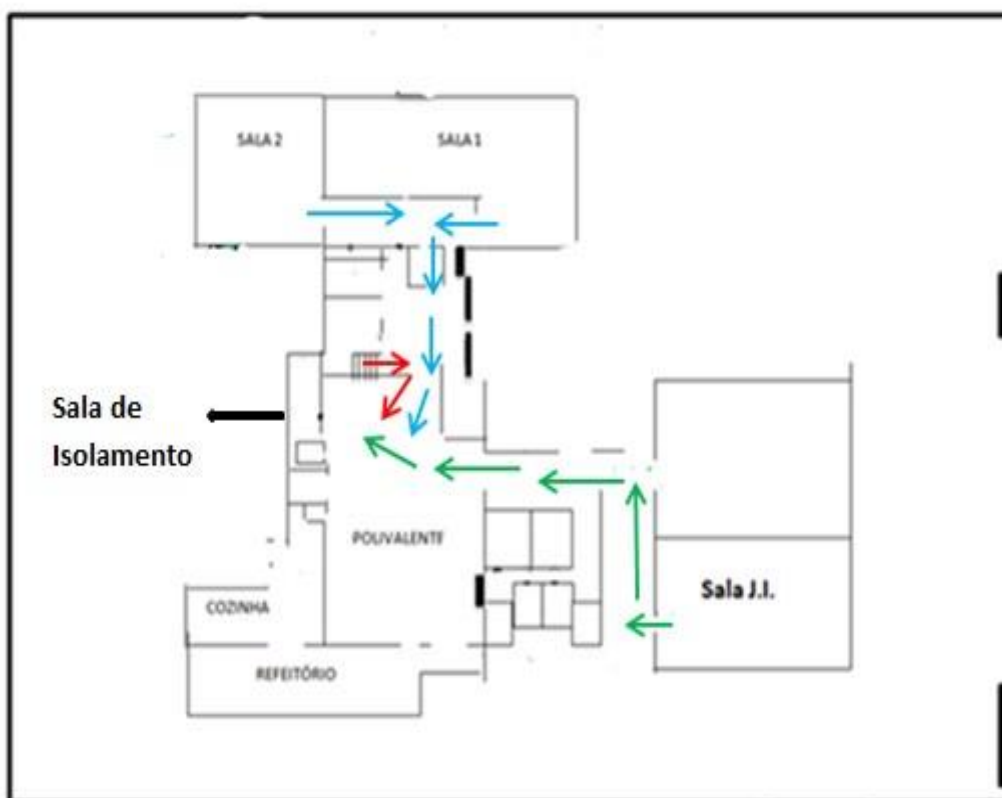 SALA 2
SALA 1
Sala de
Isolamento
POLIVALENTE
Sala J.I.
COZINHA
REFEITÓRIO